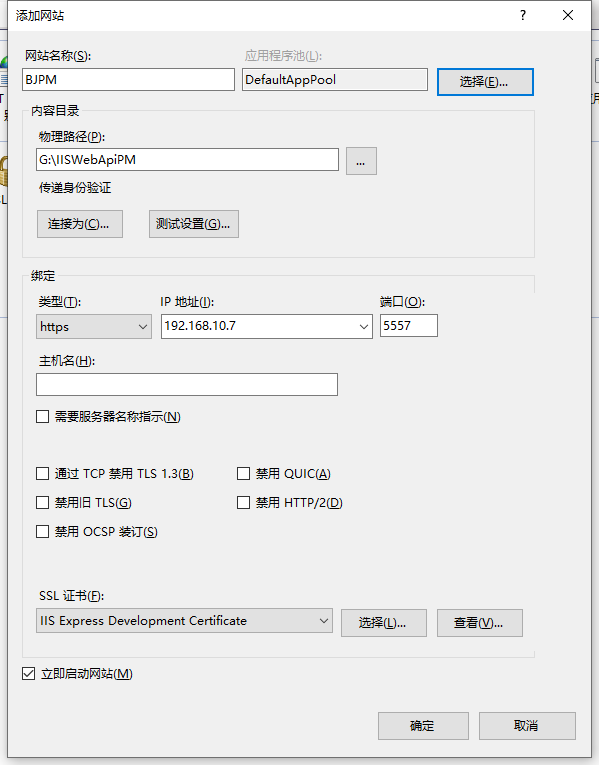 添加网站
?
网站名称(S):
应用程序池(L):
BJPM
DefaultAppPool
选择(E)...
内容目录
物理路径(P):
G:\IISWebApiPM
...
传递身份验证
连接为(C)...
测试设置(G)...
绑定
类型(T):
IP 地址(I):
端口(O):
https
192.168.10.7
5557
主机名(H):
需要服务器名称指示(N)
通过 TCP 禁用 TLS 1.3(B)
禁用 QUIC(A)
禁用旧 TLS(G)
禁用 HTTP/2(D)
禁用 OCSP 装订(S)
SSL 证书(F):
IIS Express Development Certificate
选择(L)...
查看(V)...
立即启动网站(M)
确定
取消